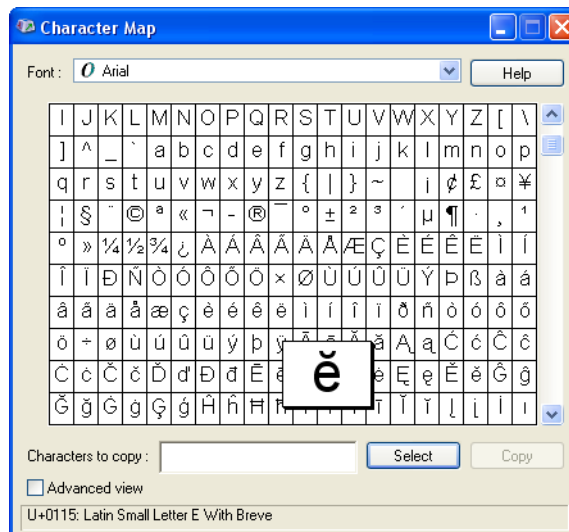 Character Map
Font : O Arial Help
I J K L M N O P Q R S T U V W X Y Z [ \
] ^ _ ` a b c d e f g h i j k l m n o p
q r s t u v w x y z { | } ~ ¡ ¢ £ ¤ ¥
¦ § ¨ © ª « ¬ - ® ¯ ° ± ² ³ ´ µ ¶ · ¸ ¹
º » ¼ ½ ¾ ¿ À Á Â Ã Ä Å Æ Ç È É Ê Ë Ì Í
Î Ï Ð Ñ Ò Ó Ô Õ Ö × Ø Ù Ú Û Ü Ý Þ ß à á
â ã ä å æ ç è é ê ë ì í î ï ð ñ ò ó ô õ
ö ÷ ø ù ú û ü ý þ ÿ Ā ā Ă ă Ą ą Ć ć Ĉ ĉ
Ċ ċ Č č Ď ď Đ đ Ē ē ĕ ė Ę ę Ě ě Ĝ ĝ
Ğ ğ Ġ ġ Ģ ģ Ĥ ĥ Ħ ī Ĭ ĭ Į į İ ı
Characters to copy : Select Copy
Advanced view
U+0115: Latin Small Letter E With Breve